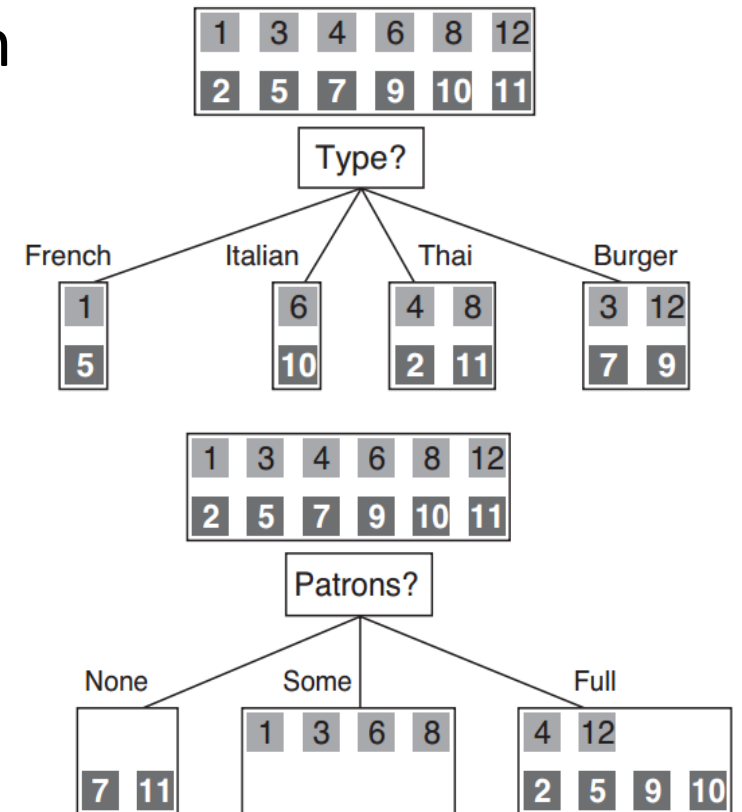 n
1 3 4 6 8 12
2 5 7 9 10 11
Type?
French Italian Thai Burger
1 6 4 8 3 12
5 10 2 11 7 9
1 3 4 6 8 12
2 5 7 9 10 11
Patrons?
None Some Full
1 3 6 8 4 12
7 11 2 5 9 10